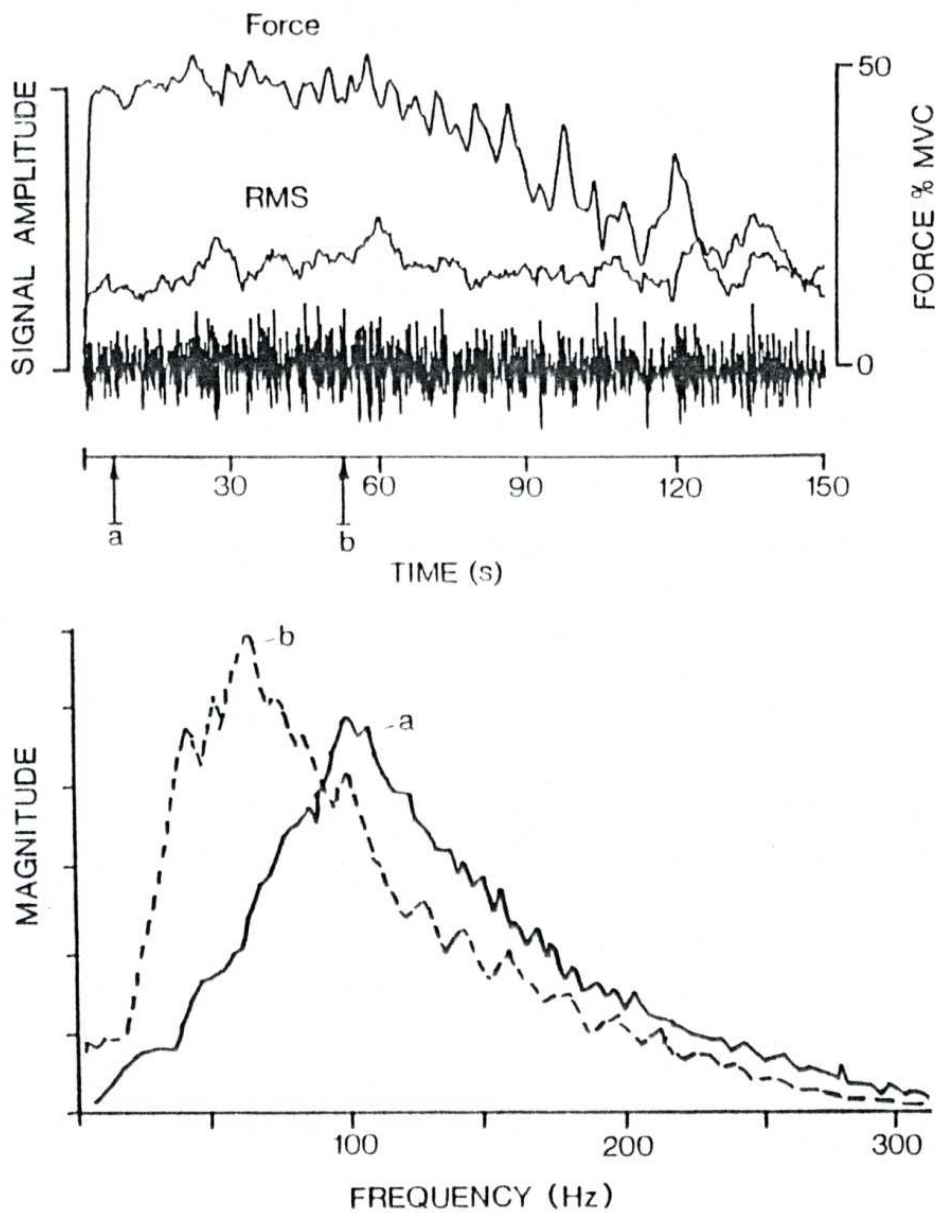 Force
50
SIGNAL AMPLITUDE
FORCE % MVC
RMS
0
30 60 90 120 150
a b
TIME (s)
b
a
MAGNITUDE
100 200 300
FREQUENCY (Hz)